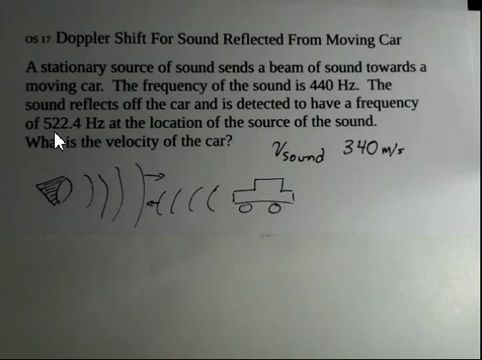 OS 17 Doppler Shift For Sound Reflected From Moving Car
A stationary source of sound sends a beam of sound towards a
moving car. The frequency of the sound is 440 Hz. The
sound reflects off the car and is detected to have a frequency
of 522.4 Hz at the location of the source of the sound.
What is the velocity of the car?
Vsound 340 m/s